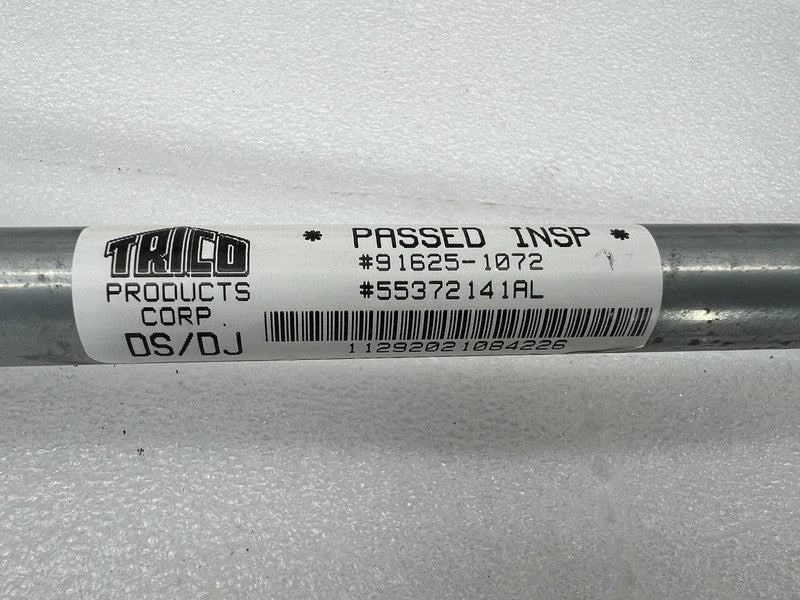 TRICO
PRODUCTS
CORP.
DS/DJ
* PASSED INSP *
#91625-1072
#55372141AL
11292021084226